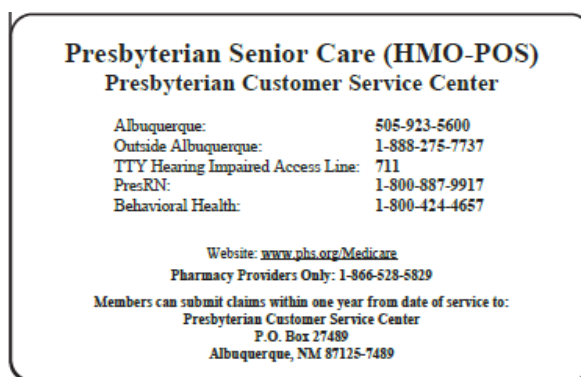 Presbyterian Senior Care (HMO-POS)
Presbyterian Customer Service Center
Albuquerque: 505-923-5600
Outside Albuquerque: 1-888-275-7737
TTY Hearing Impaired Access Line: 711
PresRN: 1-800-887-9917
Behavioral Health: 1-800-424-4657
Website: www.phs.org/Medicare
Pharmacy Providers Only: 1-866-528-5829
Members can submit claims within one year from date of service to:
Presbyterian Customer Service Center
P.O. Box 27489
Albuquerque, NM 87125-7489